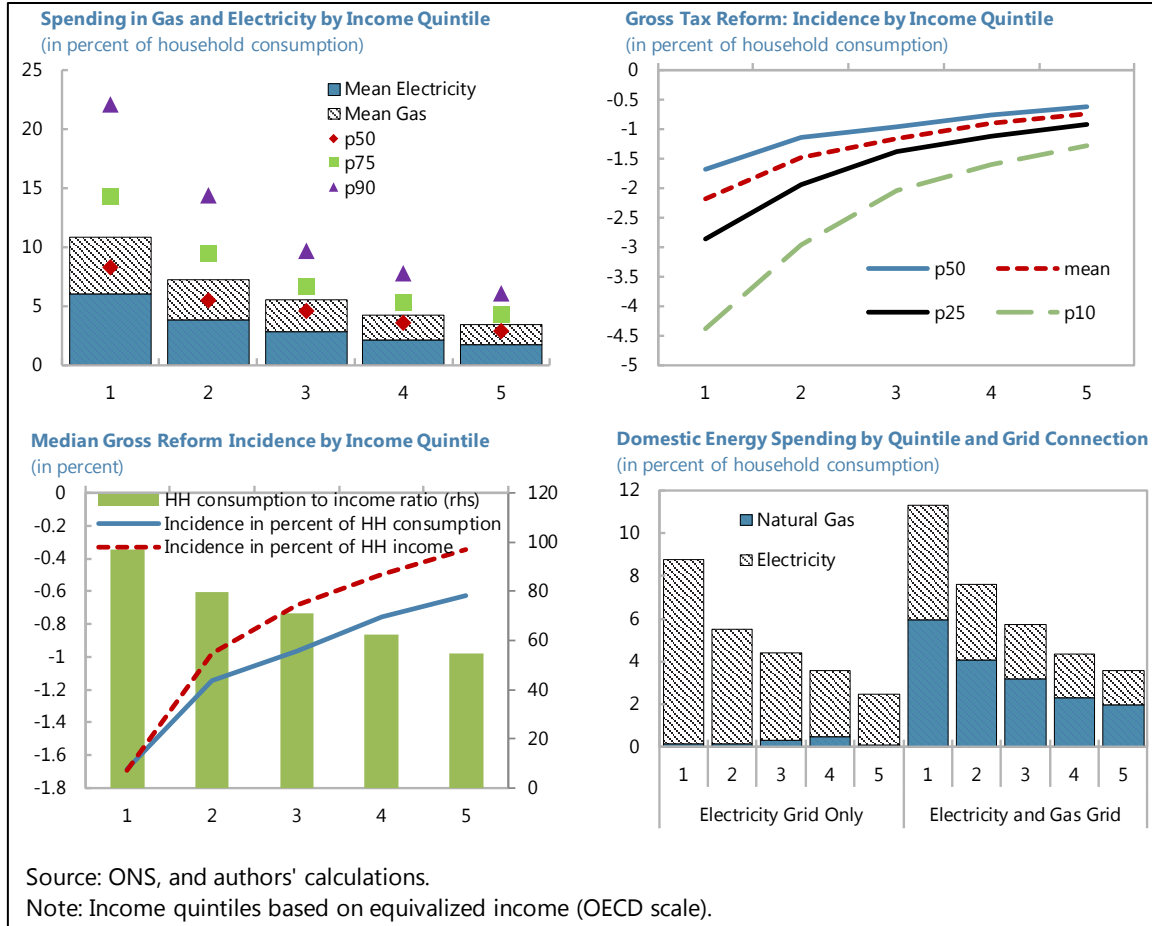 Spending in Gas and Electricity by Income Quintile
(in percent of household consumption)
25
20
15
10
5
0
Mean Electricity
Mean Gas
p50
p75
p90
1 2 3 4 5
Gross Tax Reform: Incidence by Income Quintile
(in percent of household consumption)
0
-0.5
-1
-1.5
-2
-2.5
-3
-3.5
-4
-4.5
-5
1 2 3 4 5
p50 mean
p25 p10
Median Gross Reform Incidence by Income Quintile
(in percent)
0
-0.2
-0.4
-0.6
-0.8
-1
-1.2
-1.4
-1.6
-1.8
HH consumption to income ratio (rhs)
Incidence in percent of HH consumption
Incidence in percent of HH income
120
100
80
60
40
20
0
1 2 3 4 5
Domestic Energy Spending by Quintile and Grid Connection
(in percent of household consumption)
12
10
8
6
4
2
0
Natural Gas
Electricity
1 2 3 4 5 1 2 3 4 5
Electricity Grid Only Electricity and Gas Grid
Source: ONS, and authors' calculations.
Note: Income quintiles based on equivalized income (OECD scale).